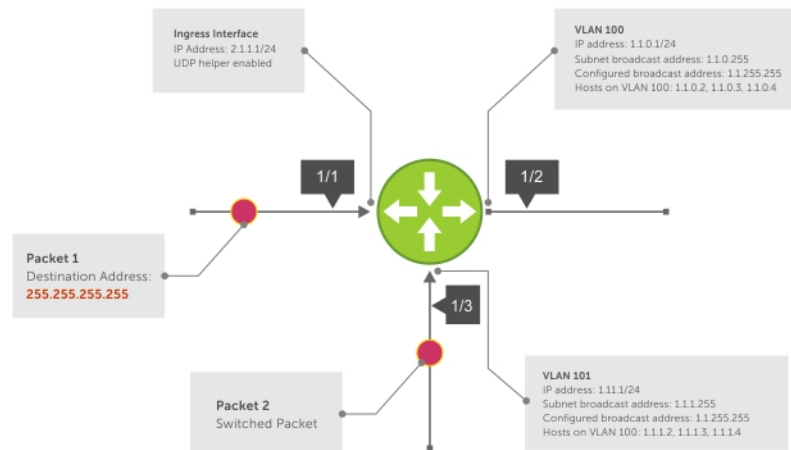 Ingress Interface
IP Address: 2.1.1.1/24
UDP helper enabled
VLAN 100
IP address: 1.1.0.1/24
Subnet broadcast address: 1.1.0.255
Configured broadcast address: 1.1.255.255
Hosts on VLAN 100: 1.1.0.2, 1.1.0.3, 1.1.0.4
1/1
1/2
Packet 1
Destination Address:
255.255.255.255
1/3
Packet 2
Switched Packet
VLAN 101
IP address: 1.11.1/24
Subnet broadcast address: 1.1.1.255
Configured broadcast address: 1.1.255.255
Hosts on VLAN 100: 1.1.1.2, 1.1.1.3, 1.1.1.4